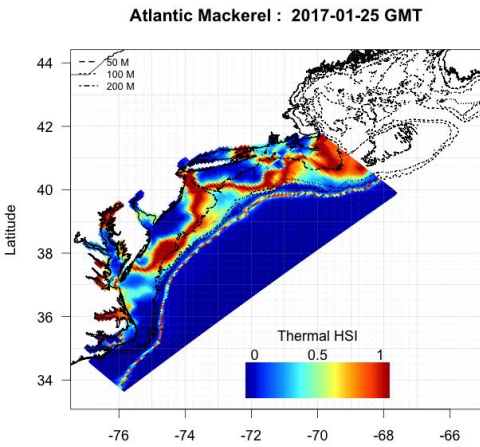 Atlantic Mackerel : 2017-01-25 GMT
50 M
100 M
200 M
44
42
40
38
36
34
Latitude
Thermal HSI
0 0.5 1
-76 -74 -72 -70 -68 -66